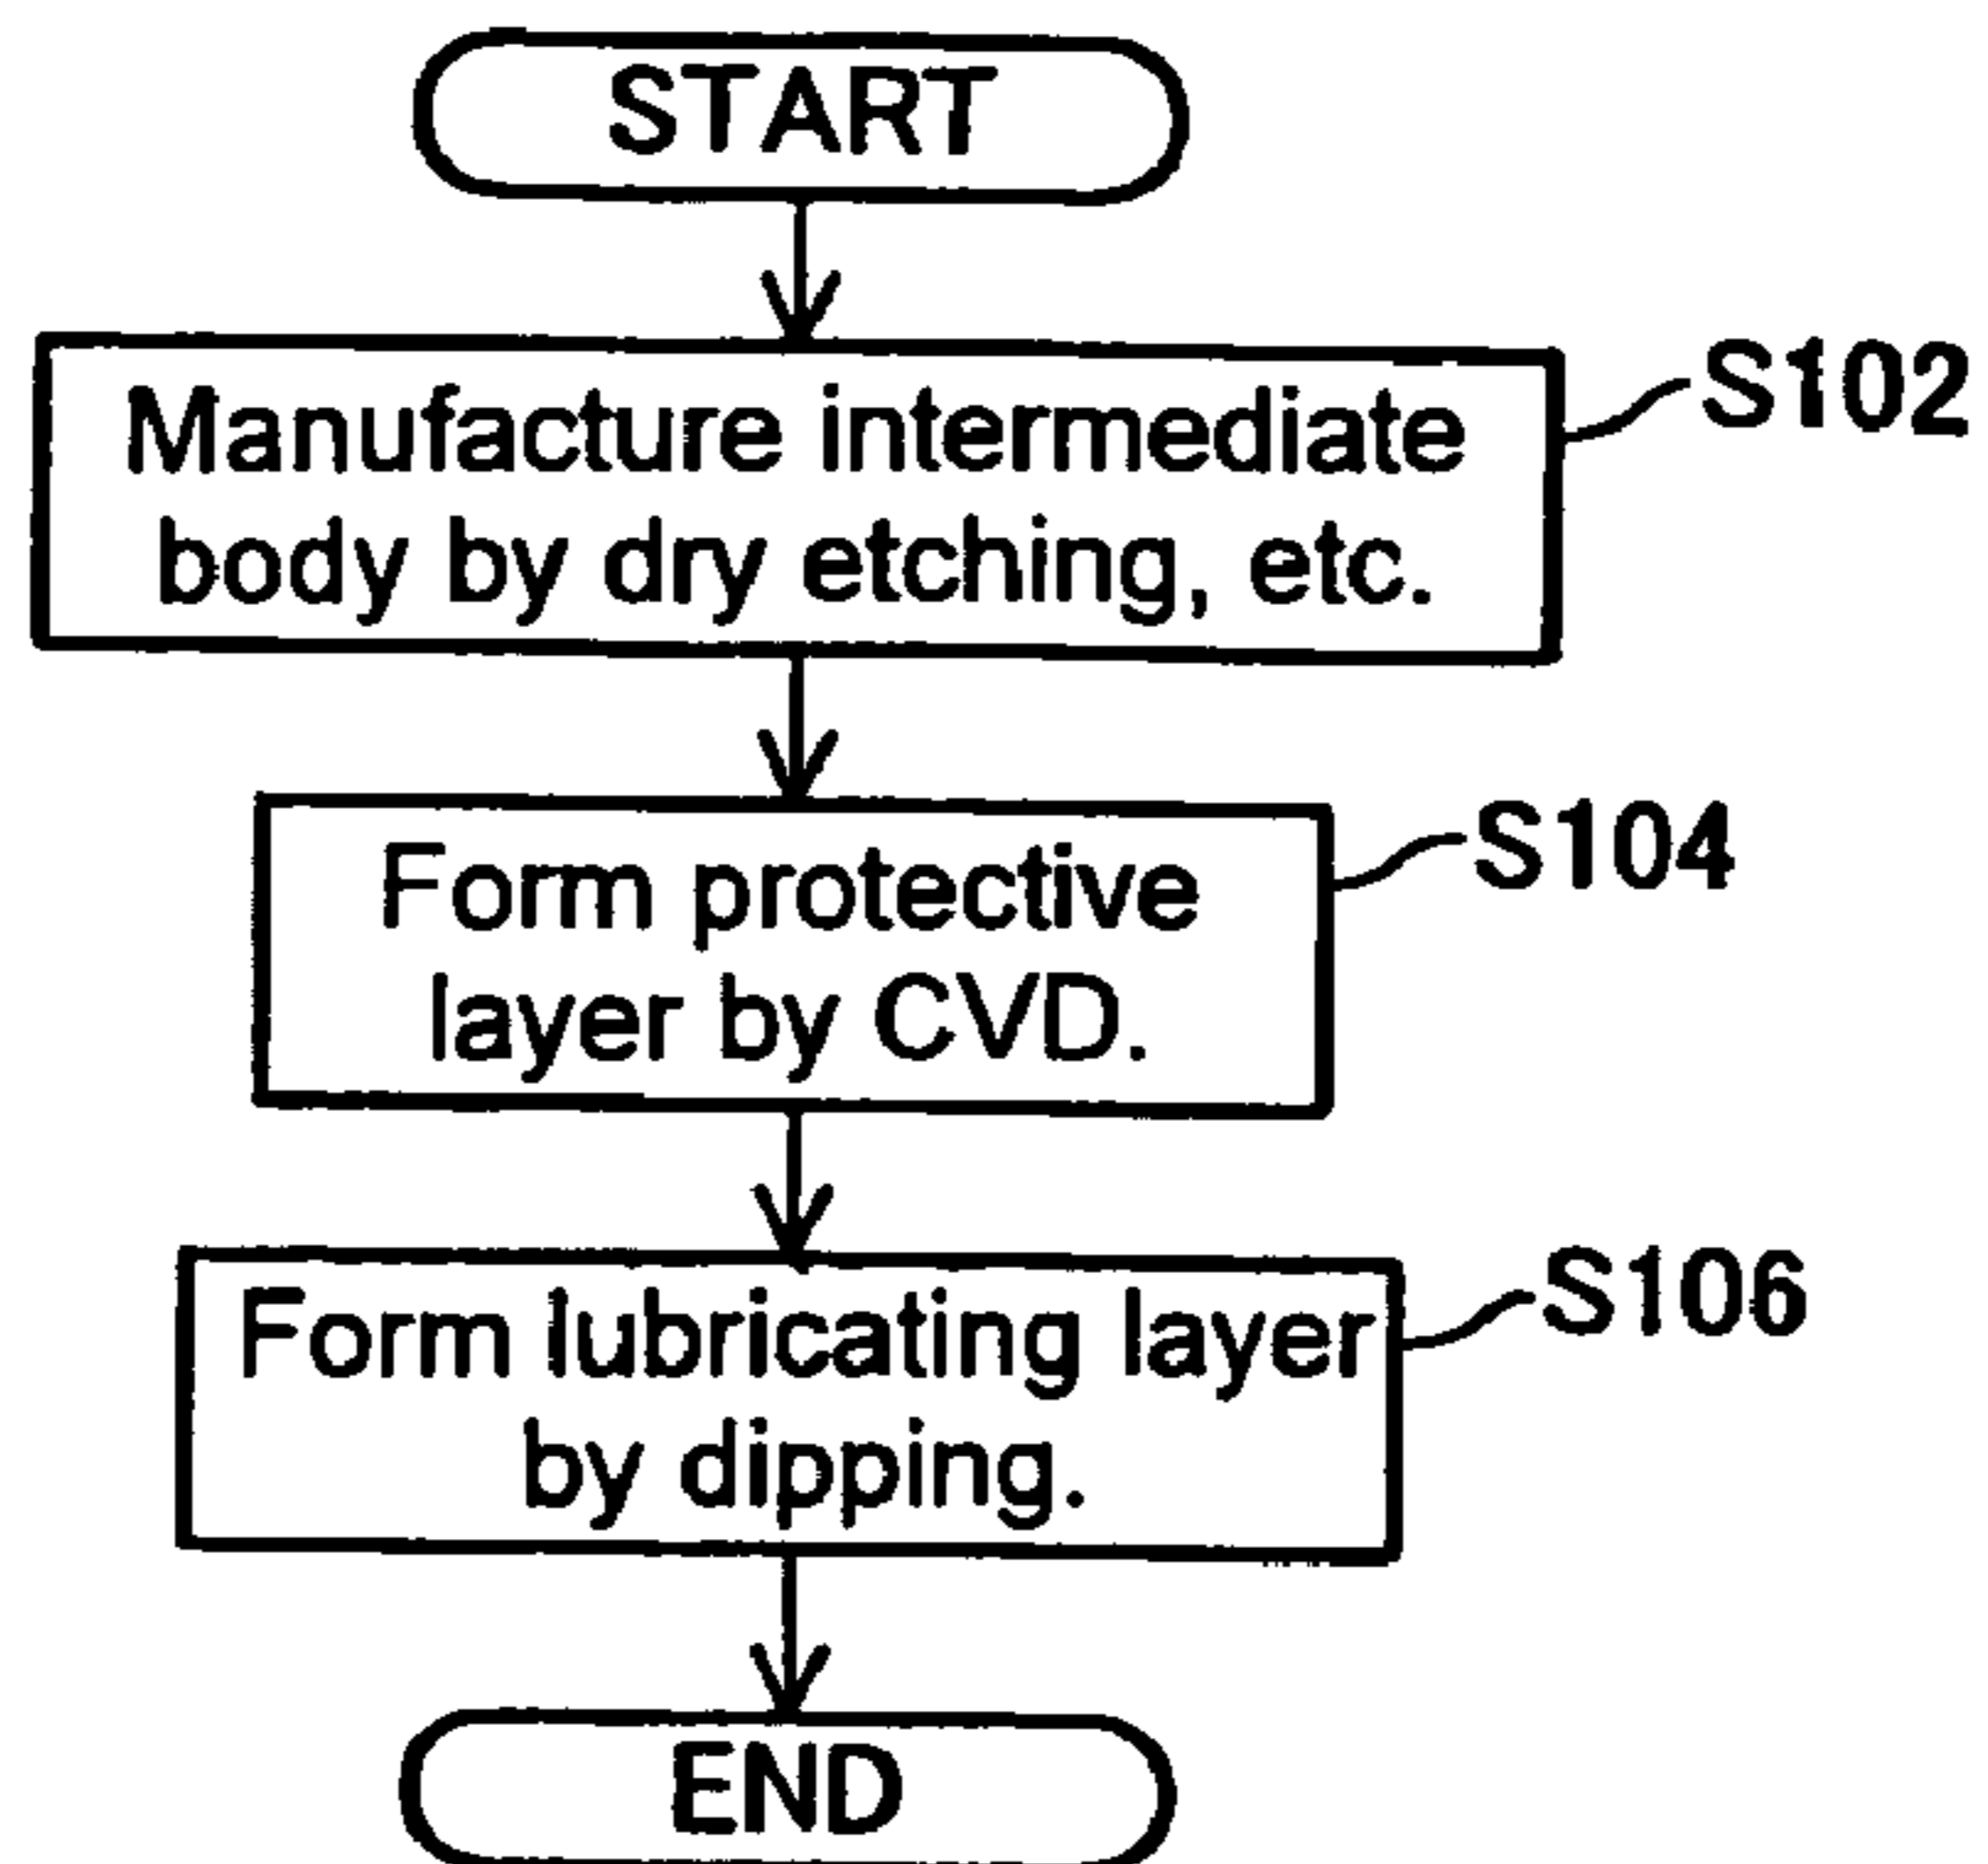 START
Manufacture intermediate
body by dry etching, etc.
S102
Form protective
layer by CVD.
S104
Form lubricating layer
by dipping.
S106
END